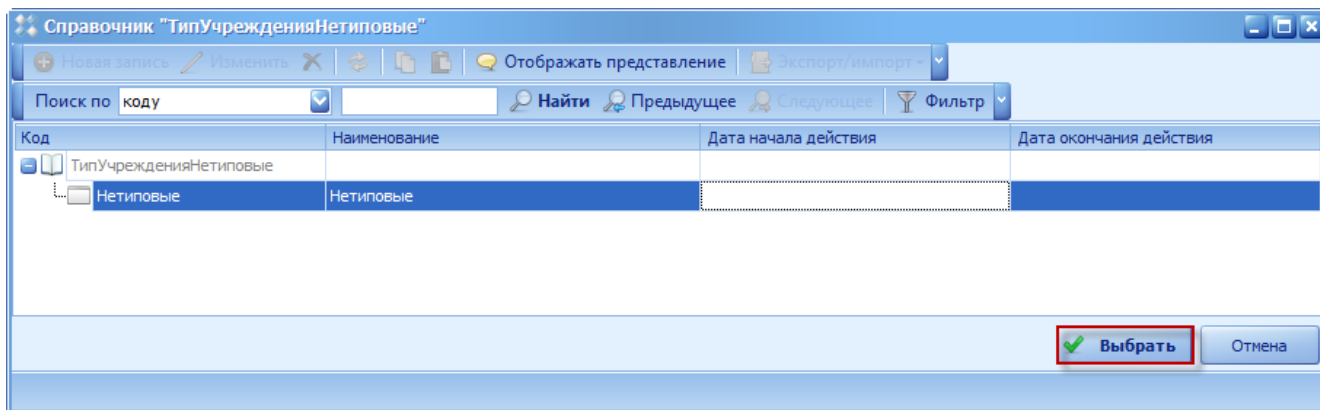 Справочник "ТипУчрежденияНетиповые"
Новая запись Изменить Отображать представление Экспорт/импорт
Поиск по коду Найти Предыдущее Следующее Фильтр
Код Наименование Дата начала действия Дата окончания действия
ТипУчрежденияНетиповые
Нетиповые Нетиповые
Выбрать Отмена